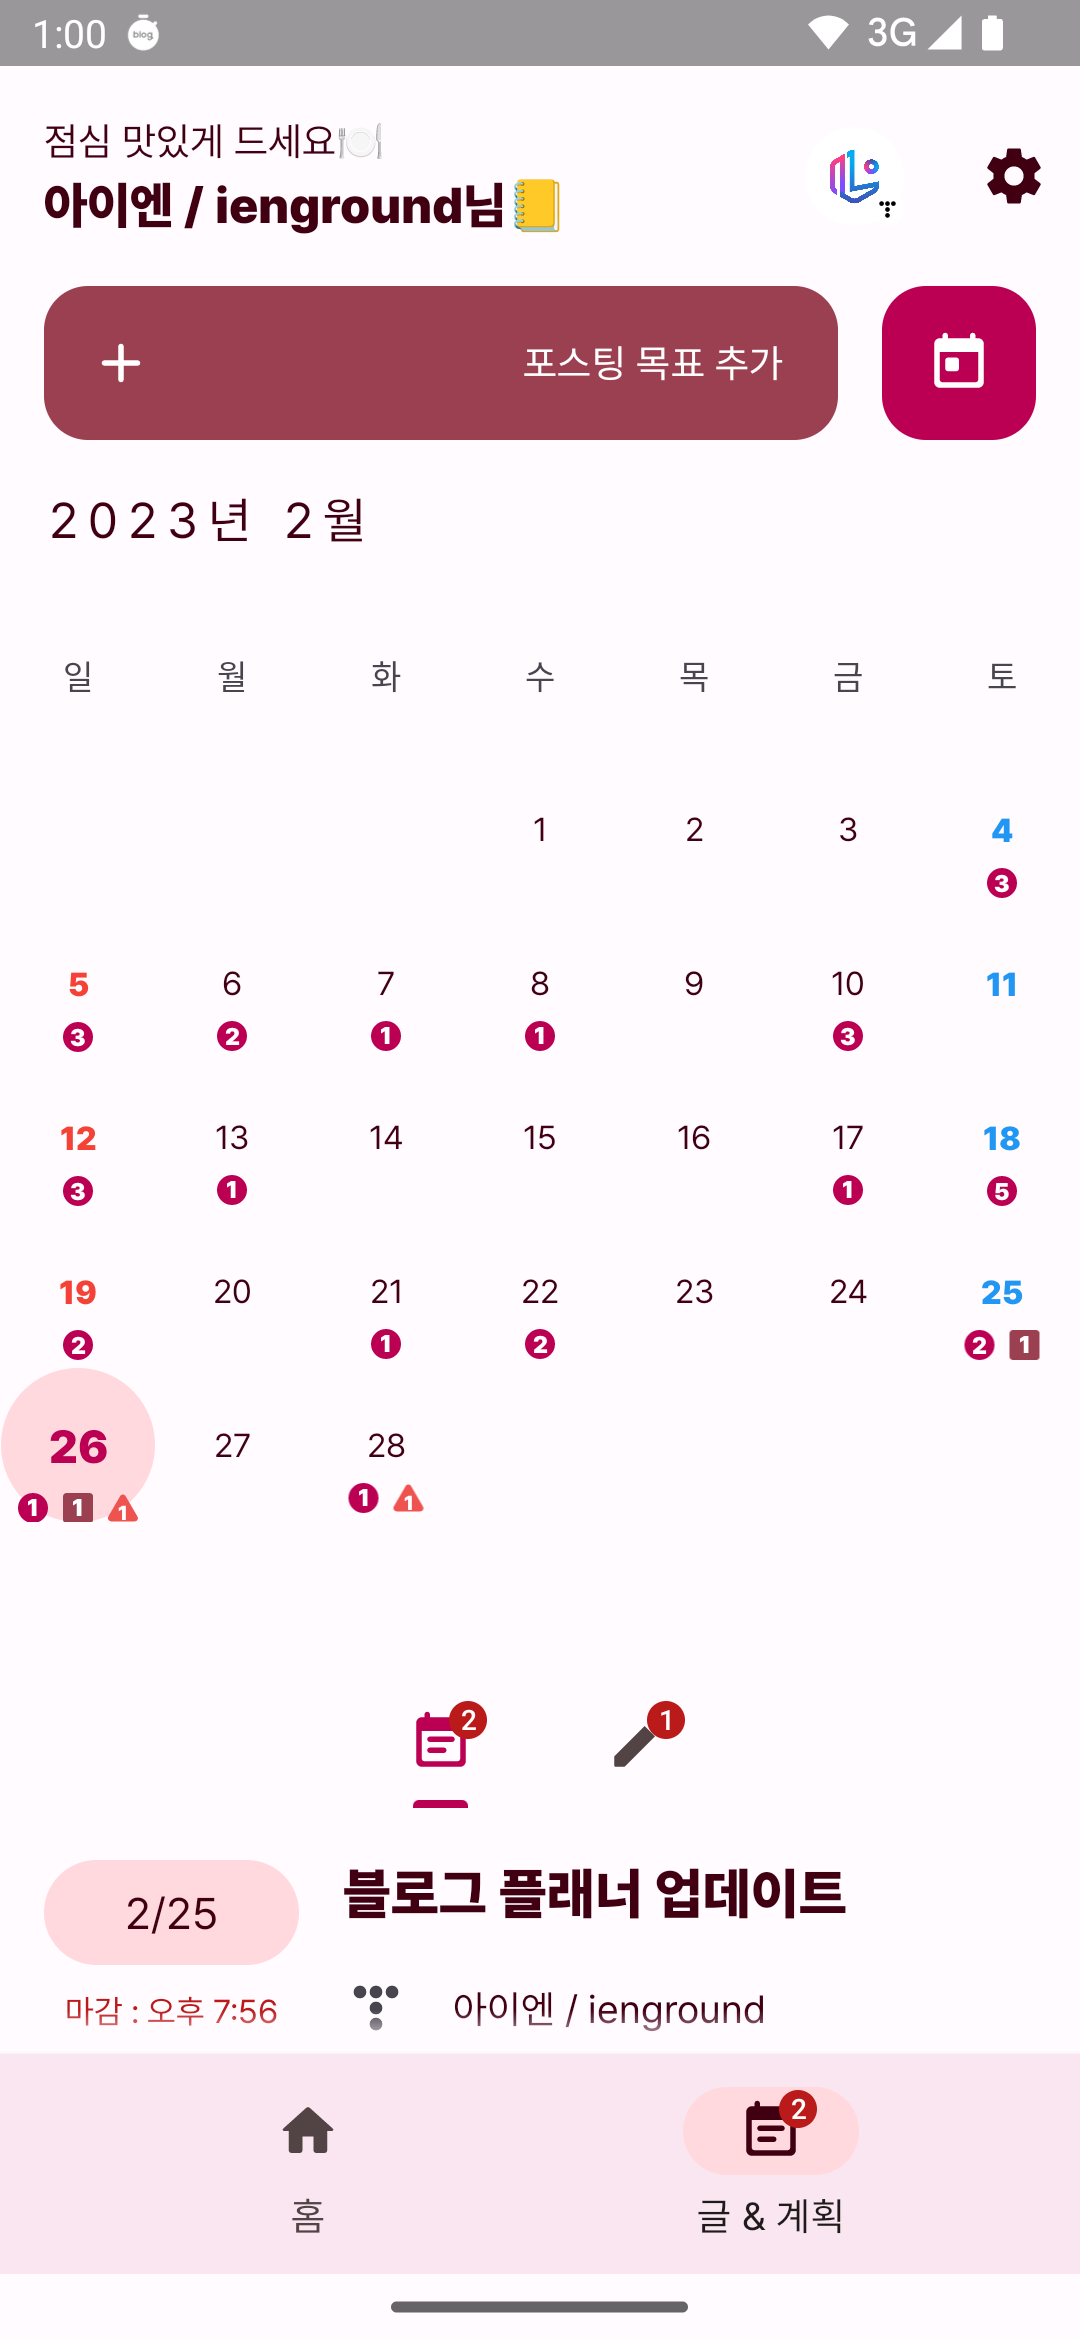 1:00 blog 3G
점심 맛있게 드세요🍽️
아이엔 / ienground님📒
포스팅 목표 추가
2023년 2월
일 월 화 수 목 금 토
1 2 3 4
3
5 6 7 8 9 10 11
3 2 1 1 3
12 13 14 15 16 17 18
3 1 1 5
19 20 21 22 23 24 25
2 1 2 2 1
26 27 28
1 1 1 1 1
2 1
2/25 블로그 플래너 업데이트
마감 : 오후 7:56 아이엔 / ienground
2
홈 글 & 계획